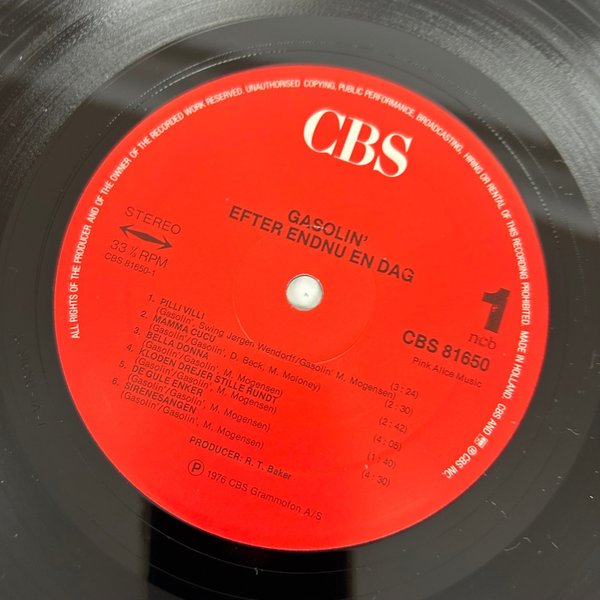 ALL RIGHTS OF THE PRODUCER AND OF THE OWNER OF THE RECORDED WORK RESERVED. UNAUTHORISED COPYING, PUBLIC PERFORMANCE, BROADCASTING, HIRING OR RENTAL OF THIS RECORDING PROHIBITED. MADE IN HOLLAND. CBS AND ® CBS INC.
CBS
GASOLIN'
EFTER ENDNU EN DAG
STEREO
33 ⅓ RPM
CBS 81650-1
1
ncb
CBS 81650
Pink Alice Music
1. PILLI VILLI
(Gasolin', Swing Jørgen Wendorff/Gasolin' M. Mogensen) (3:24)
2. MAMMA CUCU
(Gasolin'/Gasolin', D. Beck, M. Moloney) (2:30)
3. BELLA DONNA
(Gasolin'/Gasolin', M. Mogensen) (2:42)
4. KLODEN DREJER STILLE RUNDT
(Gasolin'/Gasolin', M. Mogensen) (4:05)
5. DE GULE ENKER
(Gasolin'/Gasolin', M. Mogensen) (1:40)
6. SIRENESANGEN
(Gasolin'/Gasolin', M. Mogensen) (4:30)
PRODUCER: R. T. Baker
℗ 1976 CBS Grammofon A/S